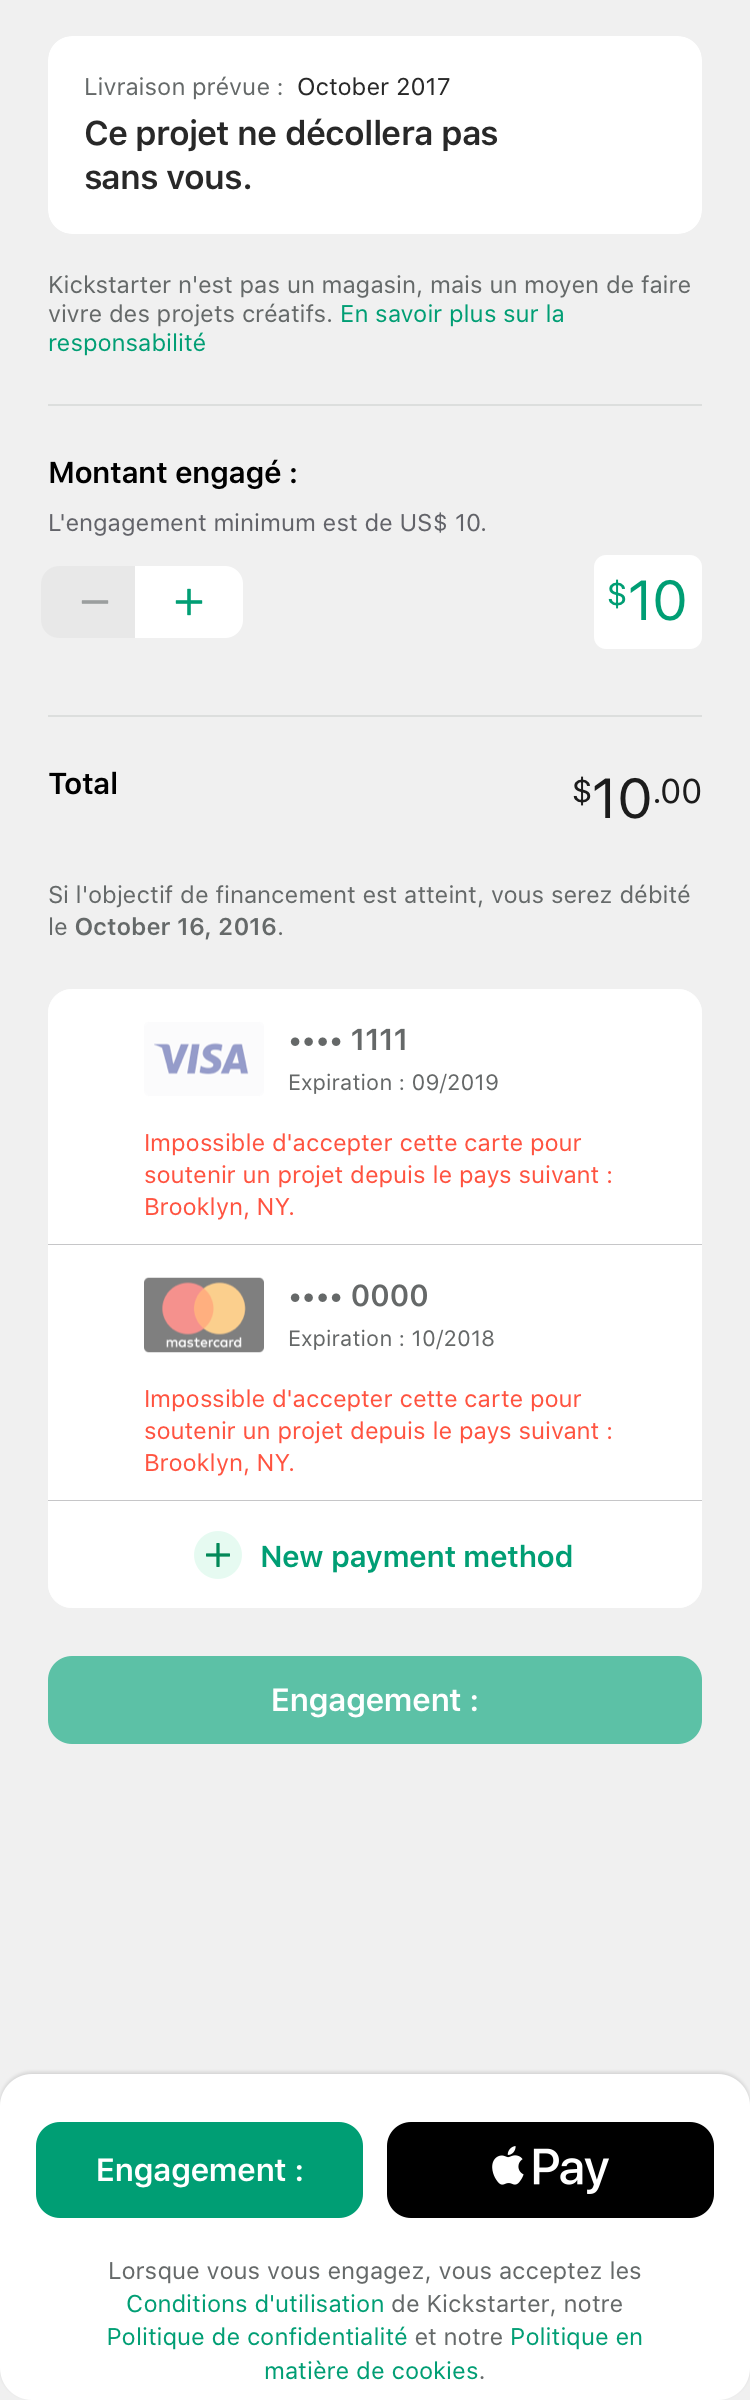 Livraison prévue : October 2017
Ce projet ne décollera pas
sans vous.
Kickstarter n'est pas un magasin, mais un moyen de faire
vivre des projets créatifs. En savoir plus sur la
responsabilité
Montant engagé :
L'engagement minimum est de US$ 10.
− + $10
Total $10.00
Si l'objectif de financement est atteint, vous serez débité
le October 16, 2016.
VISA •••• 1111
Expiration : 09/2019
Impossible d'accepter cette carte pour
soutenir un projet depuis le pays suivant :
Brooklyn, NY.
•••• 0000
mastercard Expiration : 10/2018
Impossible d'accepter cette carte pour
soutenir un projet depuis le pays suivant :
Brooklyn, NY.
+ New payment method
Engagement :
Engagement : Pay
Lorsque vous vous engagez, vous acceptez les
Conditions d'utilisation de Kickstarter, notre
Politique de confidentialité et notre Politique en
matière de cookies.